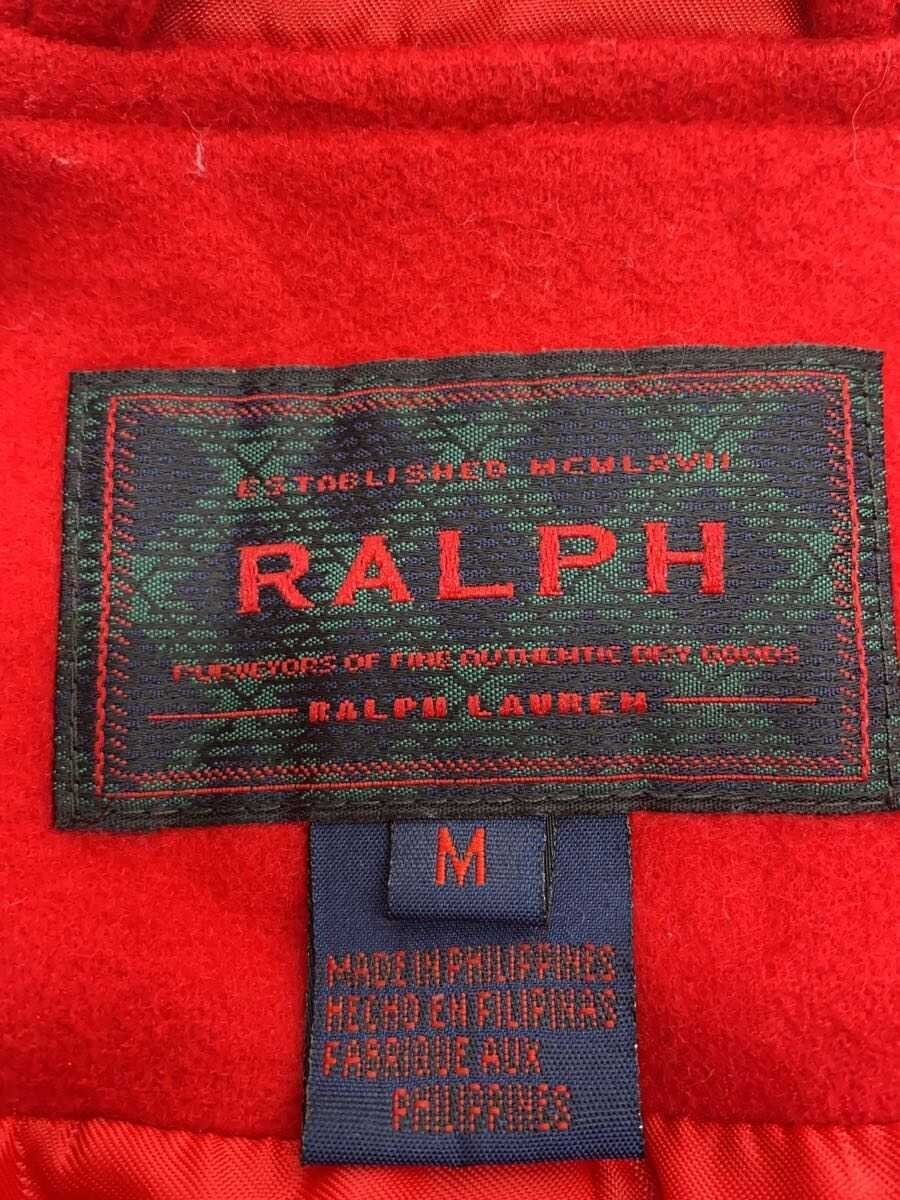 ESTABLISHED MCMLXVII
RALPH
PURVEYORS OF FINE AUTHENTIC DRY GOODS
RALPH LAUREN
M
MADE IN PHILIPPINES
HECHO EN FILIPINAS
FABRIQUE AUX
PHILIPPINES